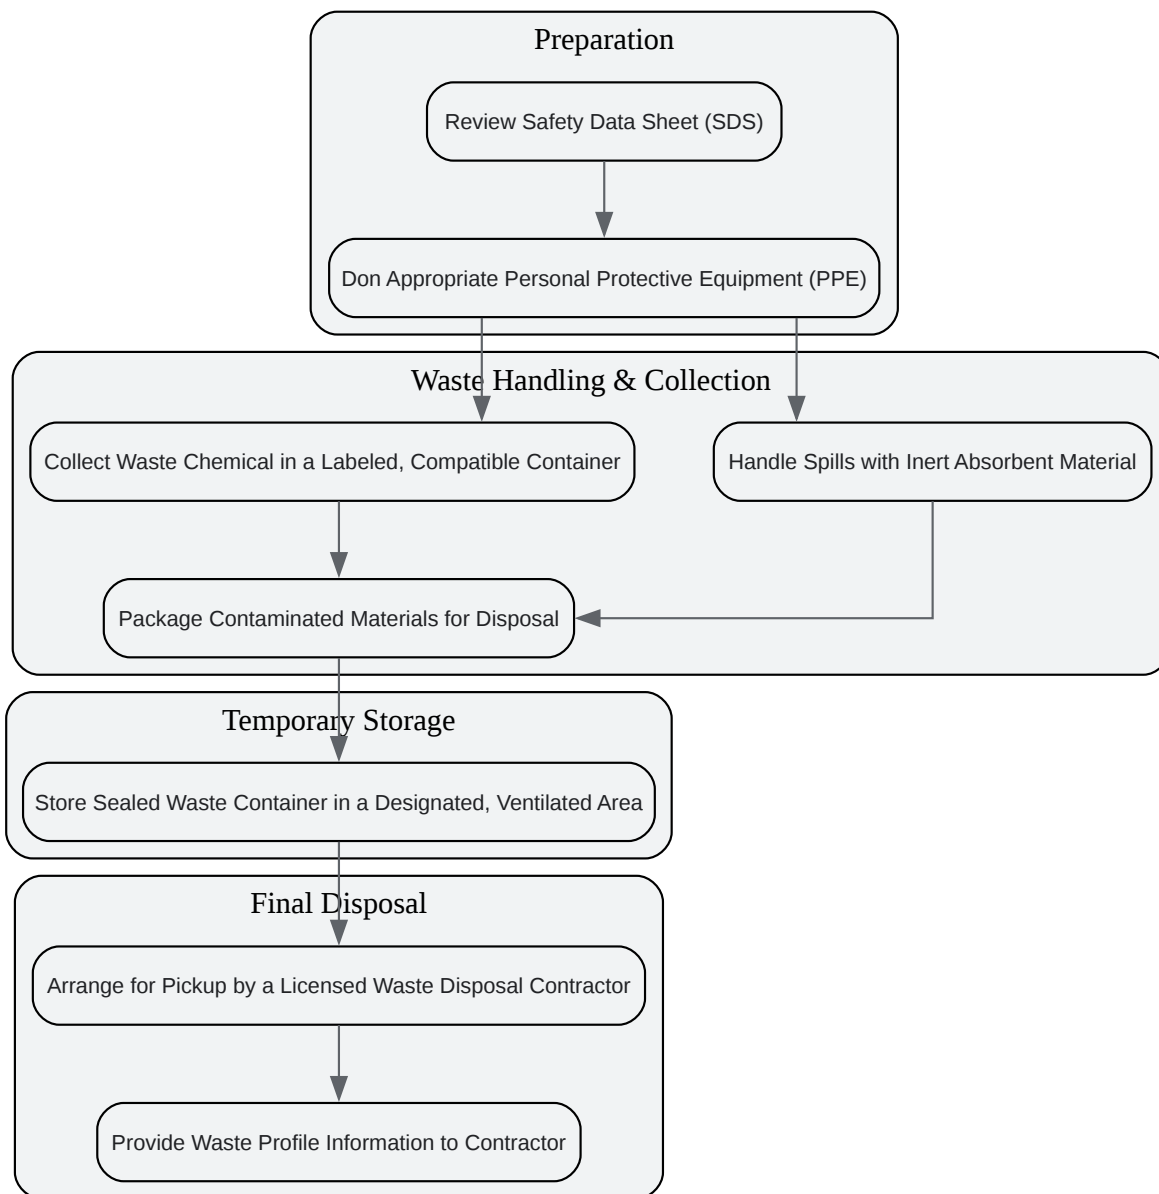 Preparation
Review Safety Data Sheet (SDS)
Don Appropriate Personal Protective Equipment (PPE)
Waste Handling & Collection
Collect Waste Chemical in a Labeled, Compatible Container
Handle Spills with Inert Absorbent Material
Package Contaminated Materials for Disposal
Temporary Storage
Store Sealed Waste Container in a Designated, Ventilated Area
Final Disposal
Arrange for Pickup by a Licensed Waste Disposal Contractor
Provide Waste Profile Information to Contractor